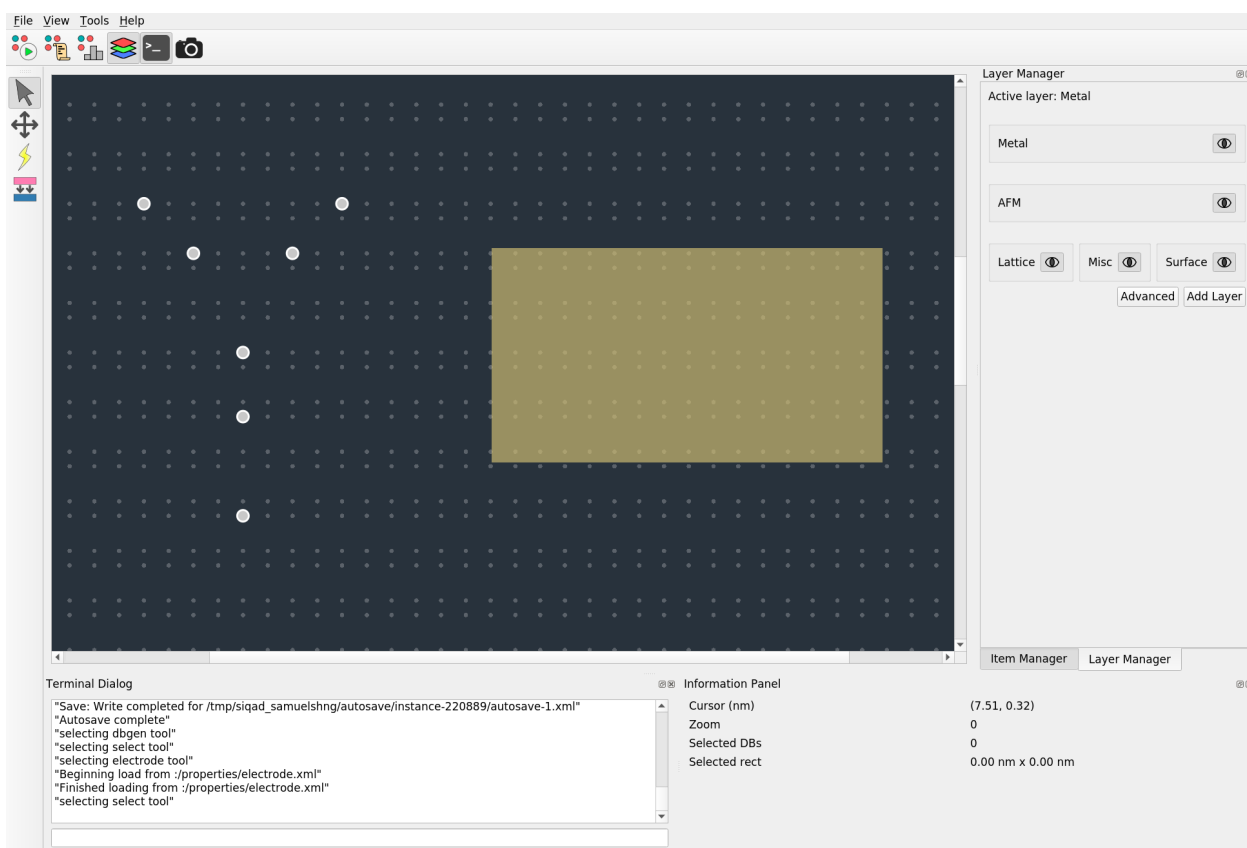 File View Tools Help
>_
Layer Manager
Active layer: Metal
Metal
AFM
Lattice Misc Surface
Advanced Add Layer
Item Manager Layer Manager
Terminal Dialog
"Save: Write completed for /tmp/siqad_samuelshng/autosave/instance-220889/autosave-1.xml"
"Autosave complete"
"selecting dbgen tool"
"selecting select tool"
"selecting electrode tool"
"Beginning load from :/properties/electrode.xml"
"Finished loading from :/properties/electrode.xml"
"selecting select tool"
Information Panel
Cursor (nm) (7.51, 0.32)
Zoom 0
Selected DBs 0
Selected rect 0.00 nm x 0.00 nm